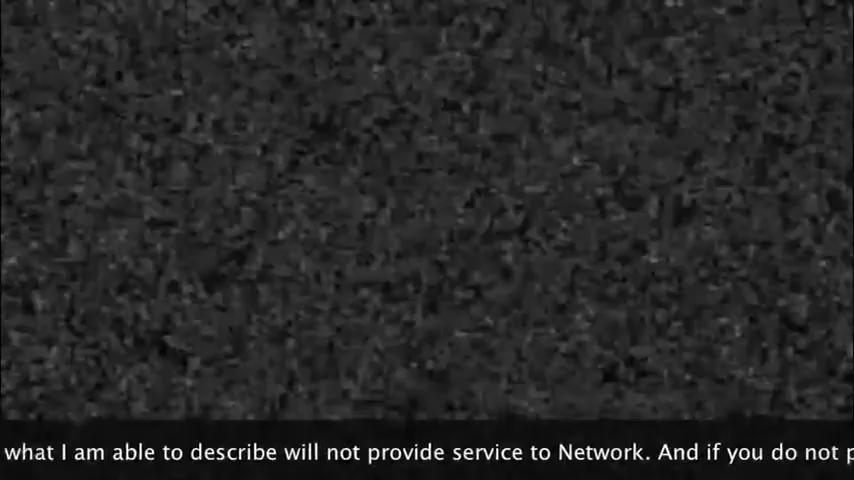 what I am able to describe will not provide service to Network. And if you do not